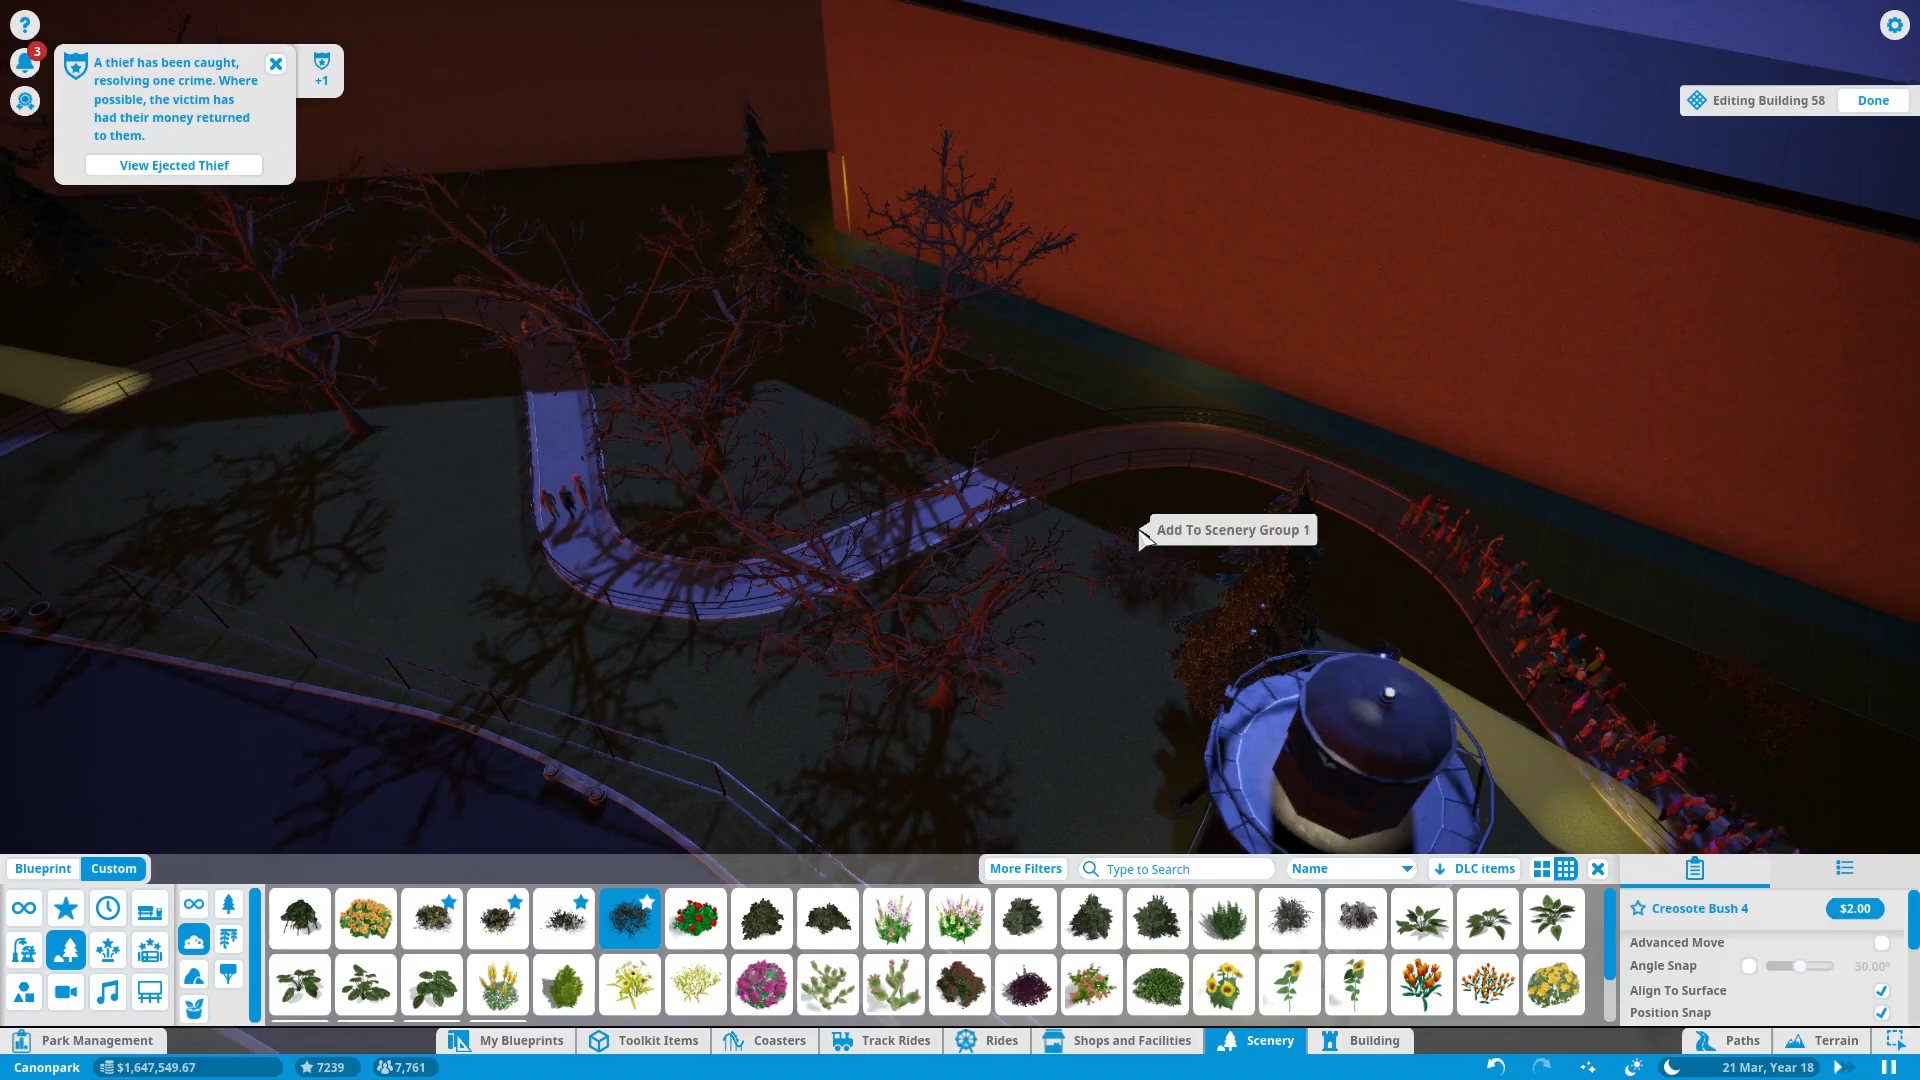 ?
3
A thief has been caught,
resolving one crime. Where
possible, the victim has
had their money returned
to them.
View Ejected Thief
+1
Editing Building 58
Done
Add To Scenery Group 1
Blueprint
Custom
More Filters
Type to Search
Name
DLC items
Creosote Bush 4
$2.00
Advanced Move
Angle Snap
30.00º
Align To Surface
Position Snap
Park Management
My Blueprints
Toolkit Items
Coasters
Track Rides
Rides
Shops and Facilities
Scenery
Building
Paths
Terrain
Canonpark
$1,647,549.67
7239
7,761
21 Mar, Year 18